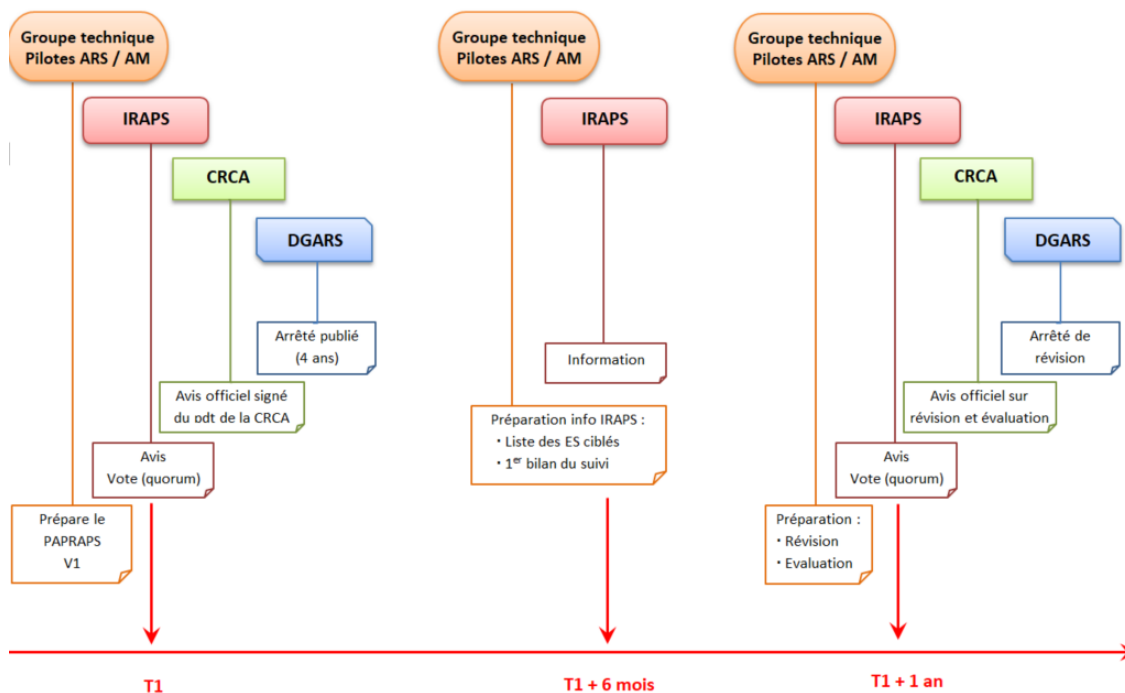 Groupe technique
Pilotes ARS / AM
IRAPS
CRCA
DGARS
Arrêté publié
(4 ans)
Avis officiel signé
du pdt de la CRCA
Avis
Vote (quorum)
Prépare le
PAPRAPS
V1
T1
Groupe technique
Pilotes ARS / AM
IRAPS
Information
Préparation info IRAPS :
• Liste des ES ciblés
• 1er bilan du suivi
T1 + 6 mois
Groupe technique
Pilotes ARS / AM
IRAPS
CRCA
DGARS
Arrêté de
révision
Avis officiel sur
révision et évaluation
Avis
Vote (quorum)
Préparation :
• Révision
• Evaluation
T1 + 1 an